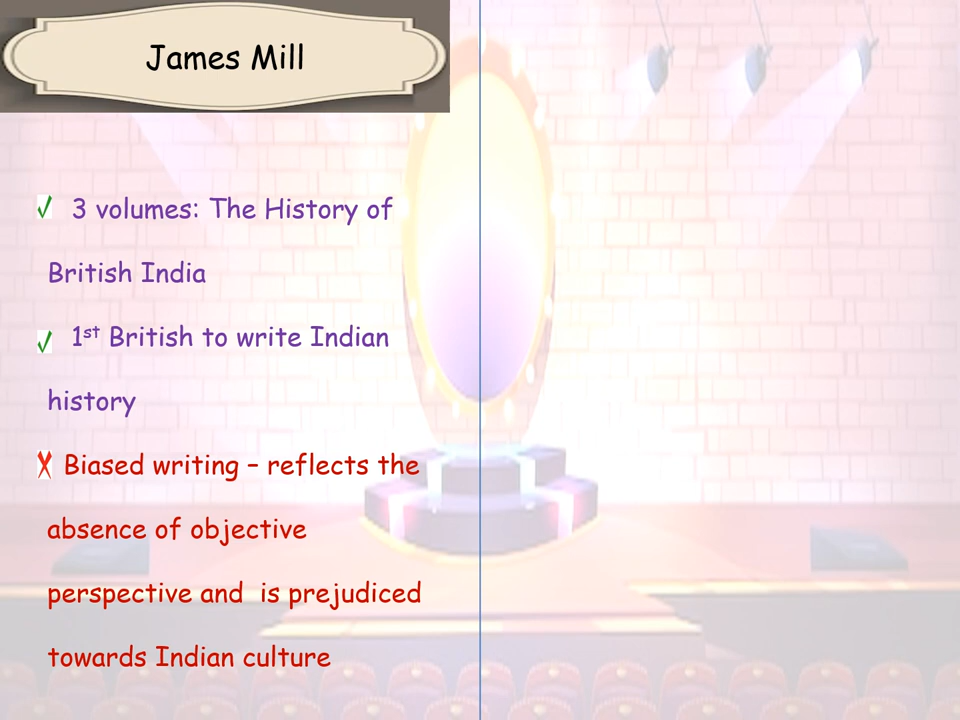 James Mill
3 volumes: The History of
British India
1st British to write Indian
history
Biased writing – reflects the
absence of objective
perspective and is prejudiced
towards Indian culture